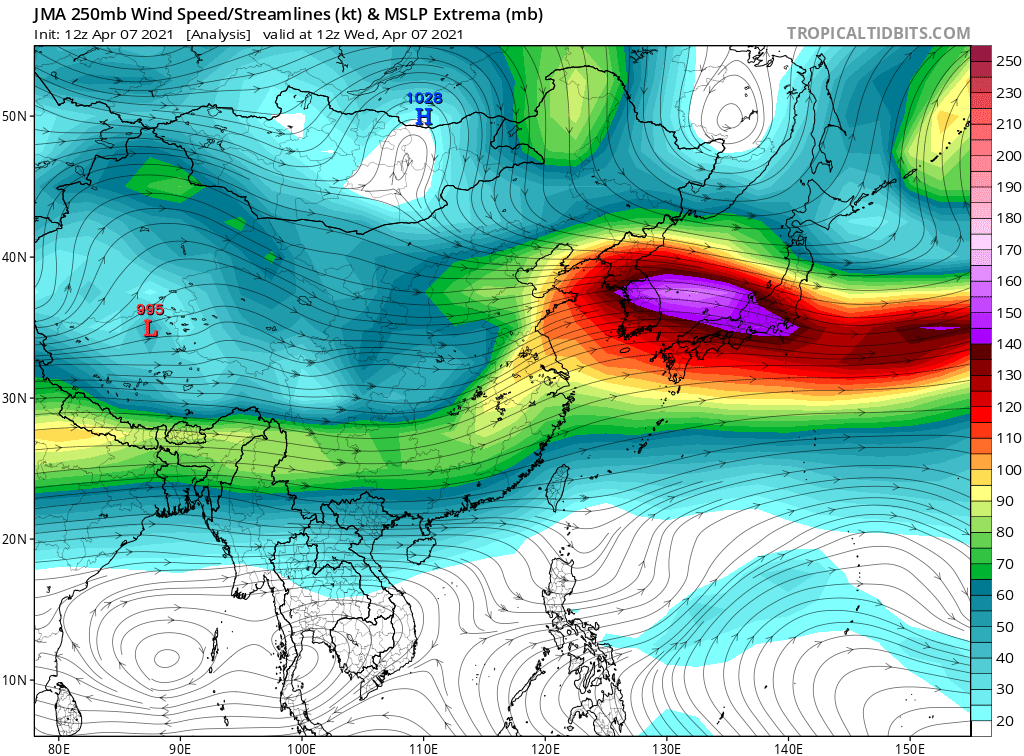 JMA 250mb Wind Speed/Streamlines (kt) & MSLP Extrema (mb)
Init: 12z Apr 07 2021 [Analysis] valid at 12z Wed, Apr 07 2021
TROPICALTIDBITS.COM
1028
H
995
L
50N
40N
30N
20N
10N
80E
90E
100E
110E
120E
130E
140E
150E
250
230
210
200
190
180
170
160
150
140
130
120
110
100
90
80
70
60
50
40
30
20